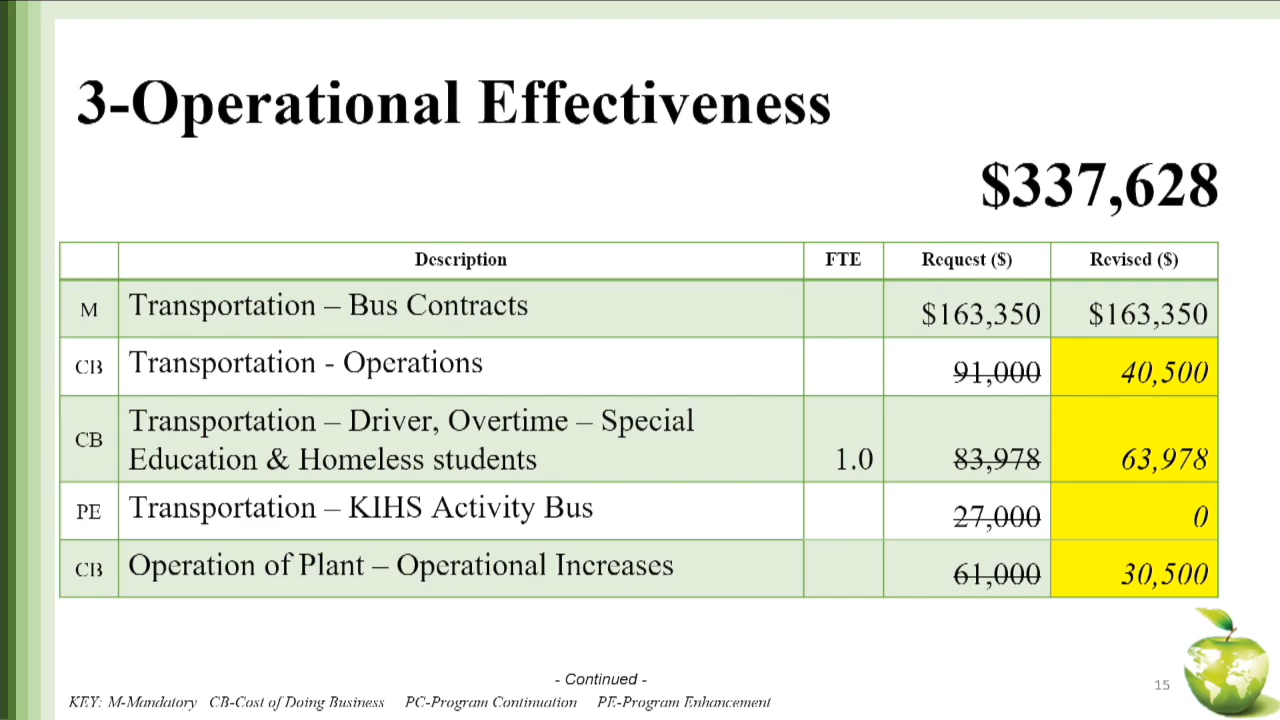 3-Operational Effectiveness
$337,628
Description FTE Request ($) Revised ($)
M Transportation – Bus Contracts $163,350 $163,350
CB Transportation - Operations 91,000 40,500
CB Transportation – Driver, Overtime – Special
Education & Homeless students 1.0 83,978 63,978
PE Transportation – KIHS Activity Bus 27,000 0
CB Operation of Plant – Operational Increases 61,000 30,500
- Continued -
15
KEY: M-Mandatory CB-Cost of Doing Business PC-Program Continuation PE-Program Enhancement